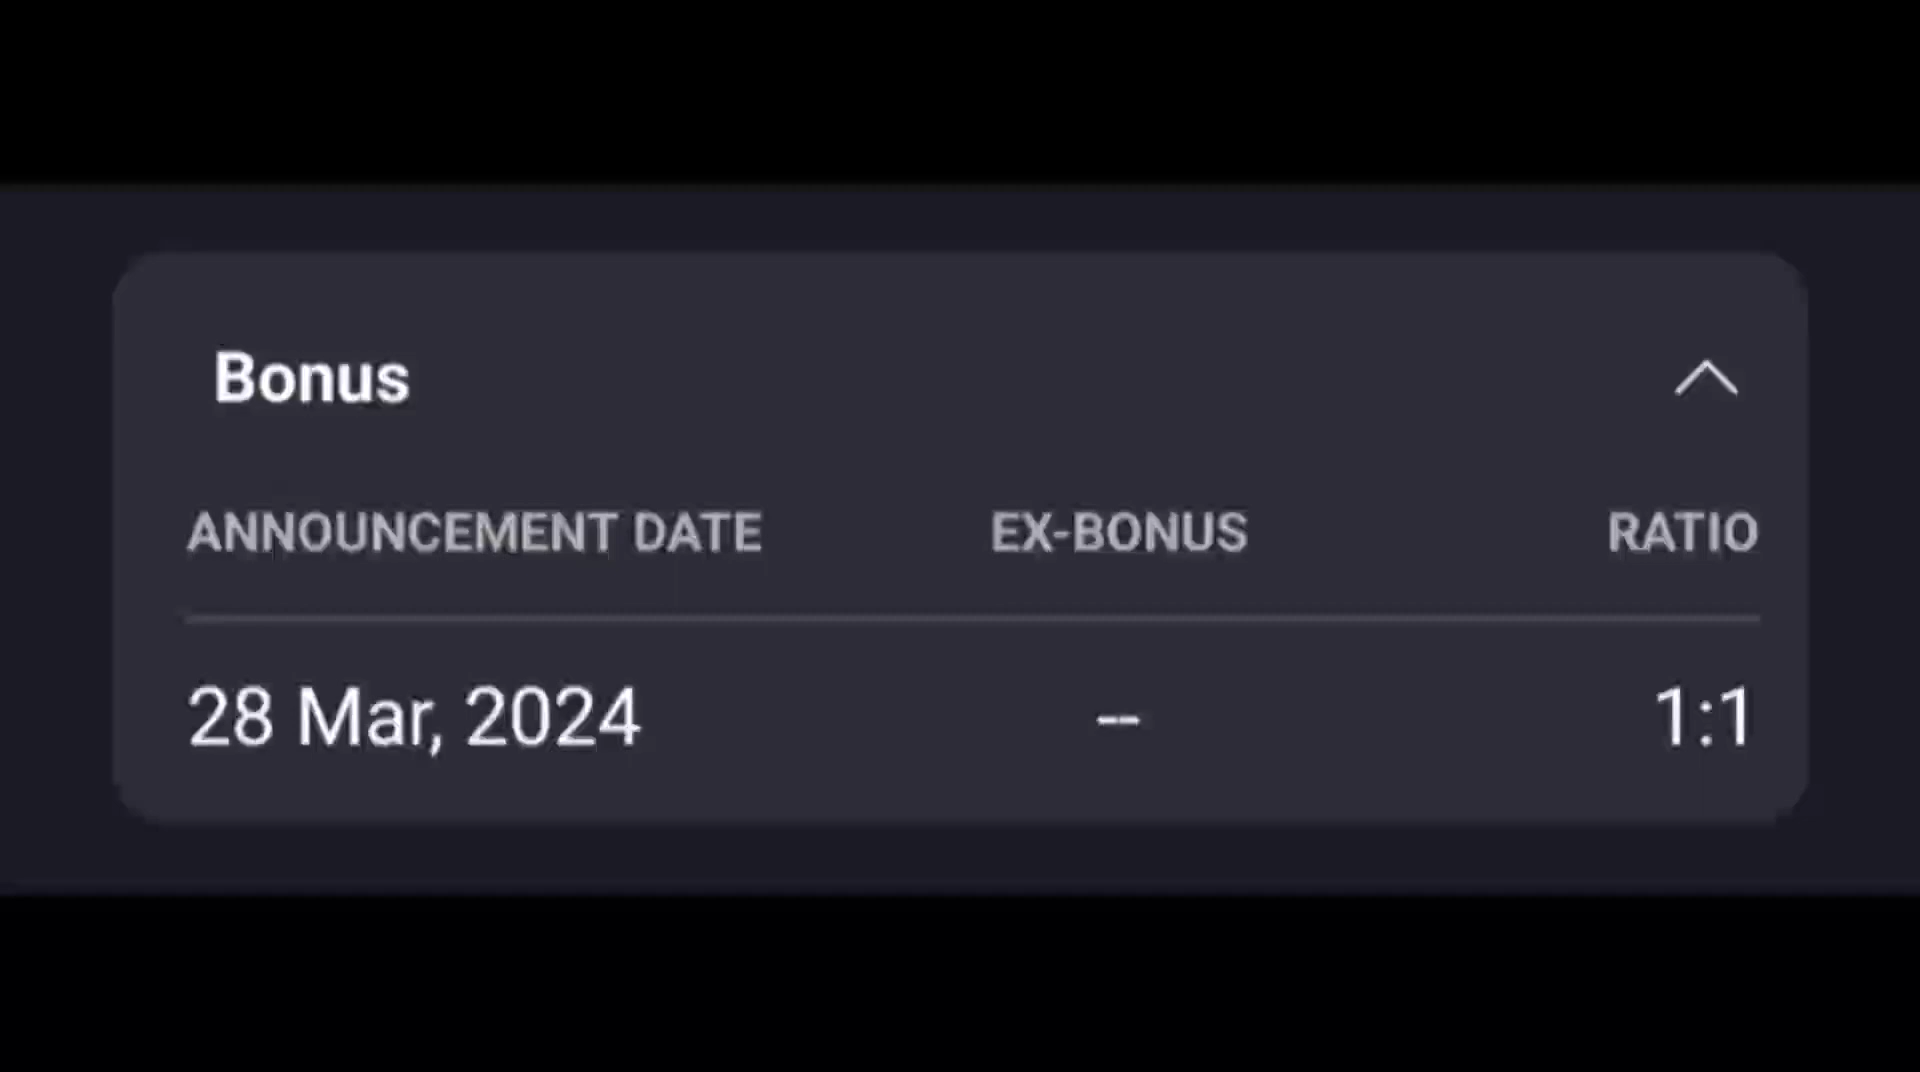 Bonus
ANNOUNCEMENT DATE EX-BONUS RATIO
28 Mar, 2024 -- 1:1